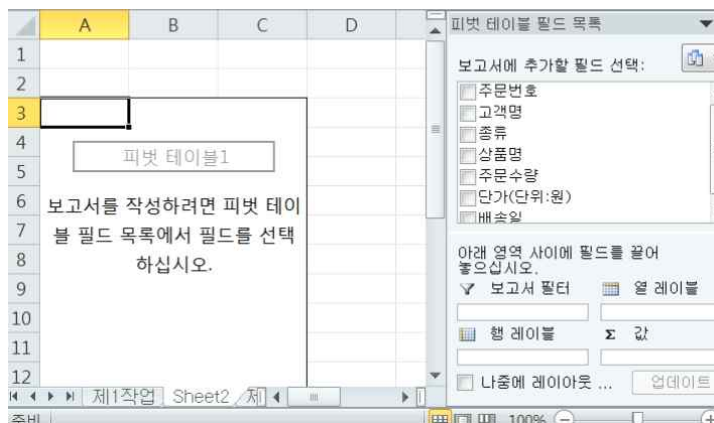 A B C D
피벗 테이블 필드 목록
1
2
3
4
5
6
7
8
9
10
11
12
피벗 테이블1
보고서를 작성하려면 피벗 테이
블 필드 목록에서 필드를 선택
하십시오.
보고서에 추가할 필드 선택:
주문번호
고객명
종류
상품명
주문수량
단가(단위:원)
배송일
아래 영역 사이에 필드를 끌어
놓으십시오.
보고서 필터 열 레이블
행 레이블 Σ 값
나중에 레이아웃 ... 업데이트
제1작업 Sheet2 제
준비 100%